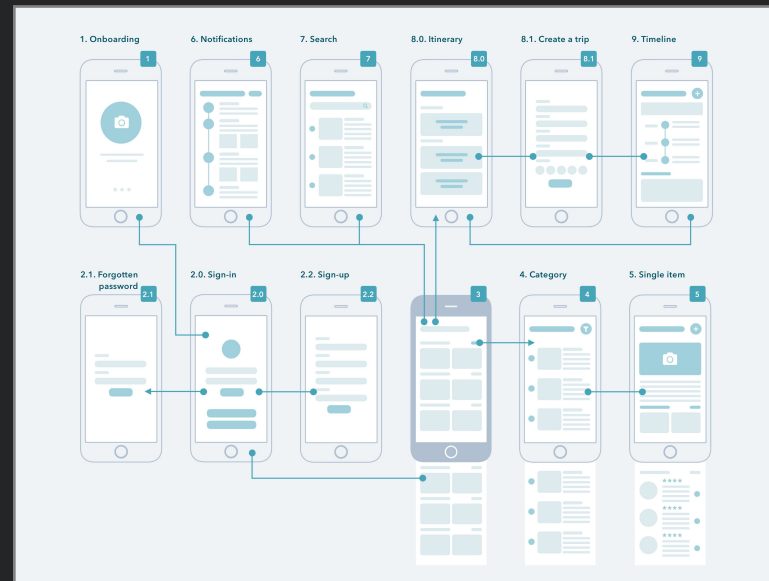 1. Onboarding
6. Notifications
7. Search
8.0. Itinerary
8.1. Create a trip
9. Timeline
1
6
7
8.0
8.1
9
2.1. Forgotten
password
2.0. Sign-in
2.2. Sign-up
4. Category
5. Single item
2.1
2.0
2.2
3
4
5